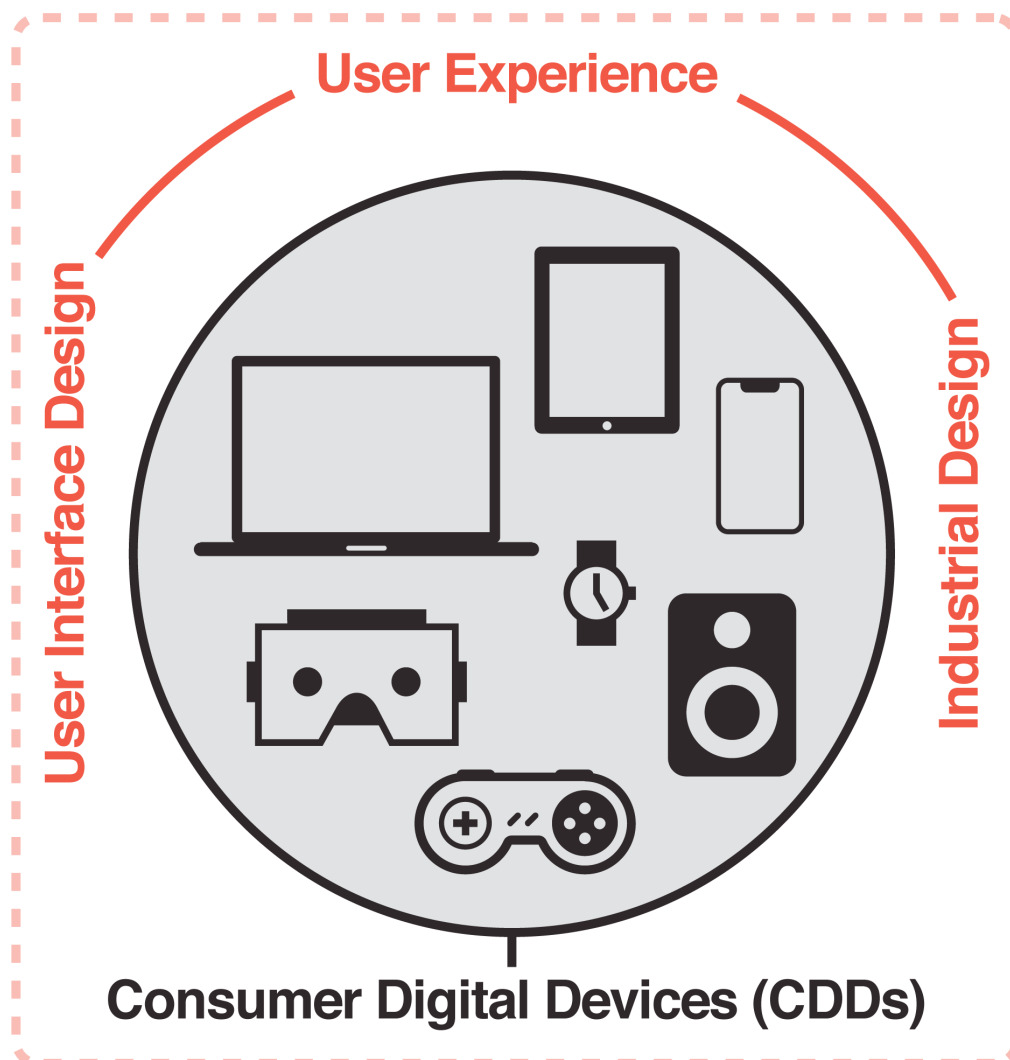 User Experience
User Interface Design
Industrial Design
Consumer Digital Devices (CDDs)